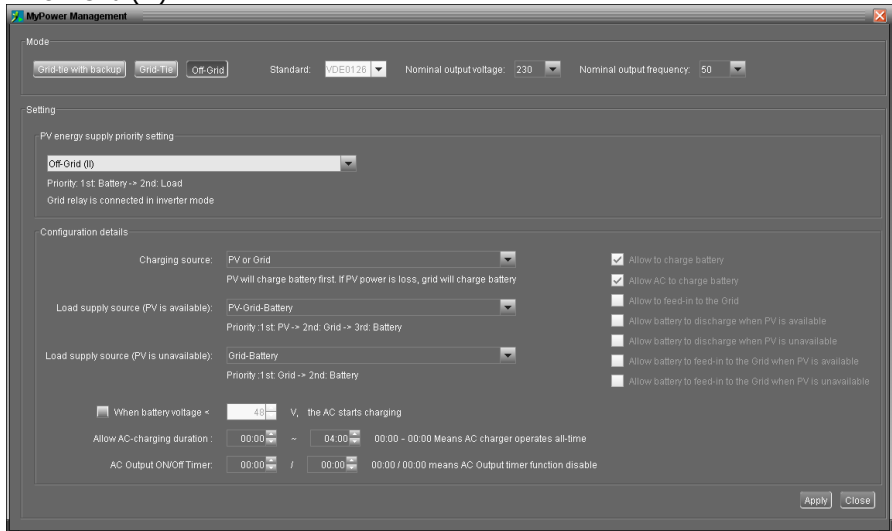 MyPower Management
Mode
Grid-tie with backup Grid-Tie Off-Grid Standard: VDE0126 Nominal output voltage: 230 Nominal output frequency: 50
Setting
PV energy supply priority setting
Off-Grid (II)
Priority: 1st: Battery -> 2nd: Load
Grid relay is connected in inverter mode
Configuration details
Charging source: PV or Grid
PV will charge battery first. If PV power is loss, grid will charge battery
Load supply source (PV is available): PV-Grid-Battery
Priority :1st: PV-> 2nd: Grid -> 3rd: Battery
Load supply source (PV is unavailable): Grid-Battery
Priority :1st: Grid -> 2nd: Battery
Allow to charge battery
Allow AC to charge battery
Allow to feed-in to the Grid
Allow battery to discharge when PV is available
Allow battery to discharge when PV is unavailable
Allow battery to feed-in to the Grid when PV is available
Allow battery to feed-in to the Grid when PV is unavailable
When battery voltage < 48 V, the AC starts charging
Allow AC-charging duration : 00:00 ~ 04:00 00:00 - 00:00 Means AC charger operates all-time
AC Output ON/Off Timer: 00:00 / 00:00 00:00 / 00:00 means AC Output timer function disable
Apply Close